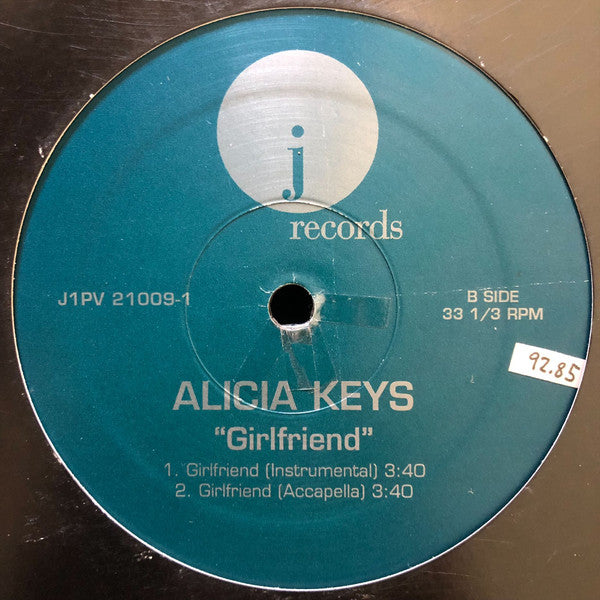 j
records
J1PV 21009-1
B SIDE
33 1/3 RPM
92.85
ALICIA KEYS
“Girlfriend”
1. Girlfriend (Instrumental) 3:40
2. Girlfriend (Accapella) 3:40